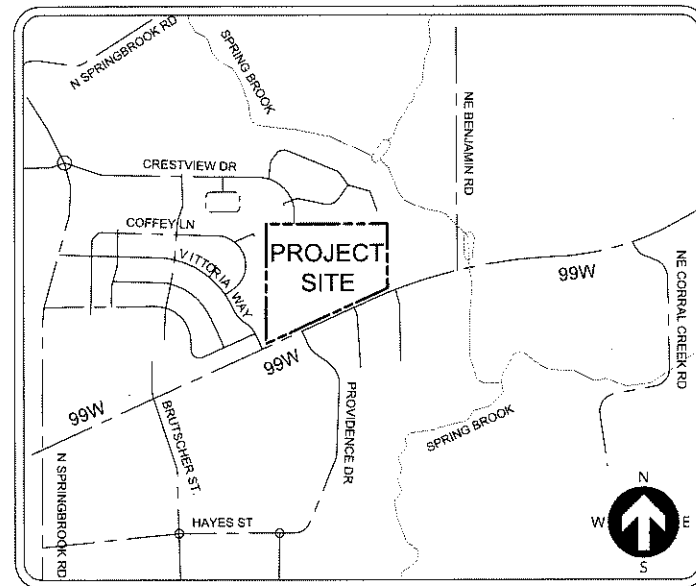 N SPRINGBROOK RD
SPRING BROOK
NE BENJAMIN RD
CRESTVIEW DR
COFFEY LN
VITTORIA WAY
PROJECT
SITE
99W
NE CORRAL CREEK RD
99W
99W
PROVIDENCE DR
BRUTSCHER ST.
SPRING BROOK
N SPRINGBROOK RD
HAYES ST
N
W
E
S